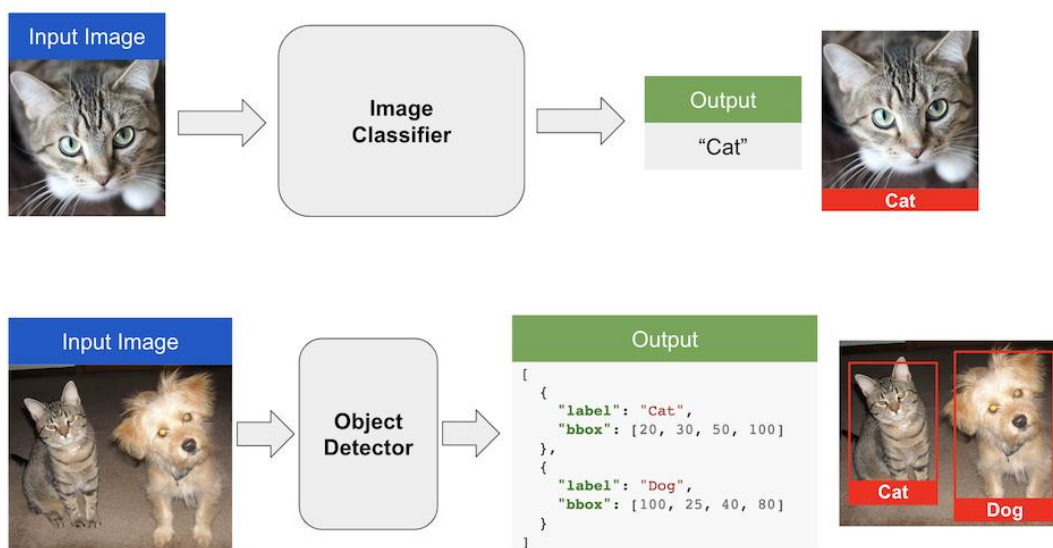 Input Image
Image
Classifier
Output
“Cat”
Cat
Input Image
Object
Detector
Output
[
{
"label": "Cat",
"bbox": [20, 30, 50, 100]
},
{
"label": "Dog",
"bbox": [100, 25, 40, 80]
}
]
Cat
Dog